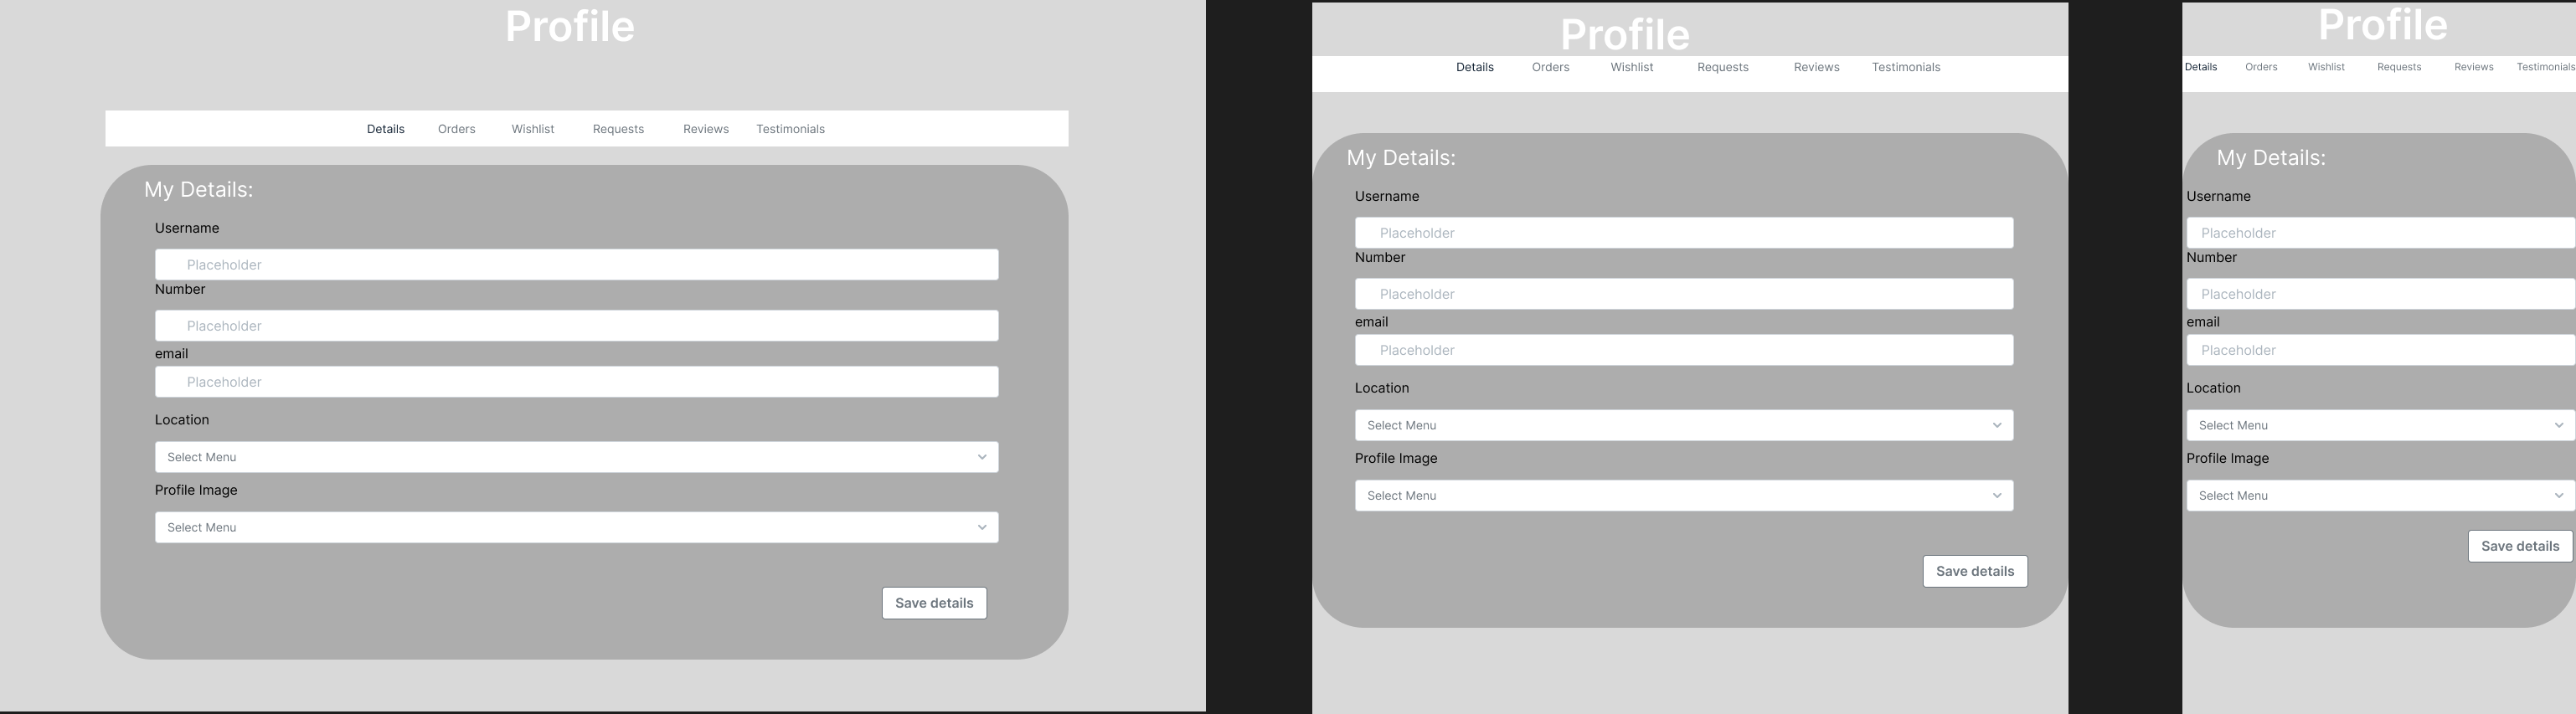 Profile
Details Orders Wishlist Requests Reviews Testimonials
My Details:
Username
Placeholder
Number
Placeholder
email
Placeholder
Location
Select Menu
Profile Image
Select Menu
Save details
Profile
Details Orders Wishlist Requests Reviews Testimonials
My Details:
Username
Placeholder
Number
Placeholder
email
Placeholder
Location
Select Menu
Profile Image
Select Menu
Save details
Profile
Details Orders Wishlist Requests Reviews Testimonials
My Details:
Username
Placeholder
Number
Placeholder
email
Placeholder
Location
Select Menu
Profile Image
Select Menu
Save details